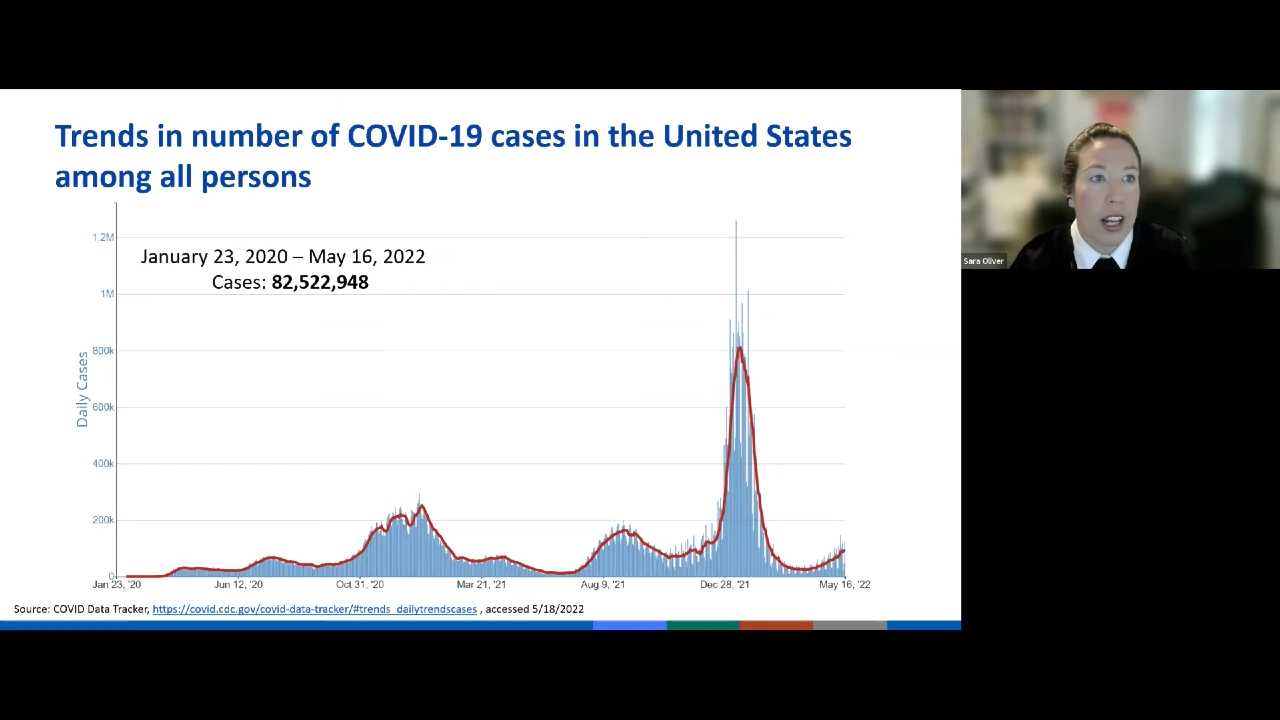 Trends in number of COVID-19 cases in the United States
among all persons
January 23, 2020 – May 16, 2022
Cases: 82,522,948
Daily Cases
1.2M
1M
800k
600k
400k
200k
0
Jan 23, '20
Jun 12, '20
Oct 31, '20
Mar 21, '21
Aug 9, '21
Dec 28, '21
May 16, '22
Source: COVID Data Tracker, https://covid.cdc.gov/covid-data-tracker/#trends_dailytrendscases , accessed 5/18/2022
Sara Oliver